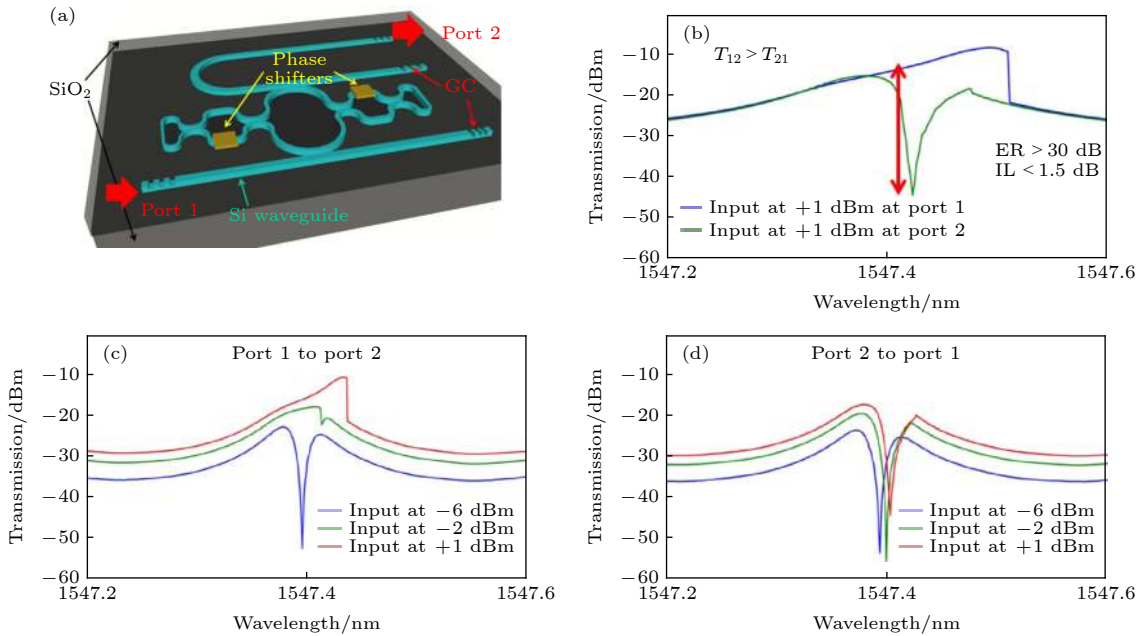 (a)
Port 2
Phase
shifters
SiO2
GC
Port 1
Si waveguide
(b)
T12 > T21
ER > 30 dB
IL < 1.5 dB
Input at +1 dBm at port 1
Input at +1 dBm at port 2
Transmission/dBm
−10
−20
−30
−40
−50
−60
1547.2
1547.4
1547.6
Wavelength/nm
(c)
Port 1 to port 2
Input at −6 dBm
Input at −2 dBm
Input at +1 dBm
Transmission/dBm
−10
−20
−30
−40
−50
−60
1547.2
1547.4
1547.6
Wavelength/nm
(d)
Port 2 to port 1
Input at −6 dBm
Input at −2 dBm
Input at +1 dBm
Transmission/dBm
−10
−20
−30
−40
−50
−60
1547.2
1547.4
1547.6
Wavelength/nm